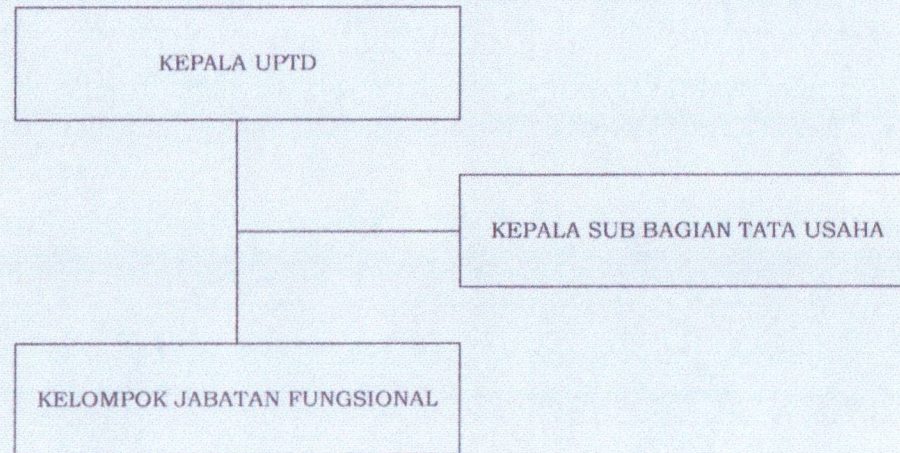 KEPALA UPTD
KEPALA SUB BAGIAN TATA USAHA
KELOMPOK JABATAN FUNGSIONAL